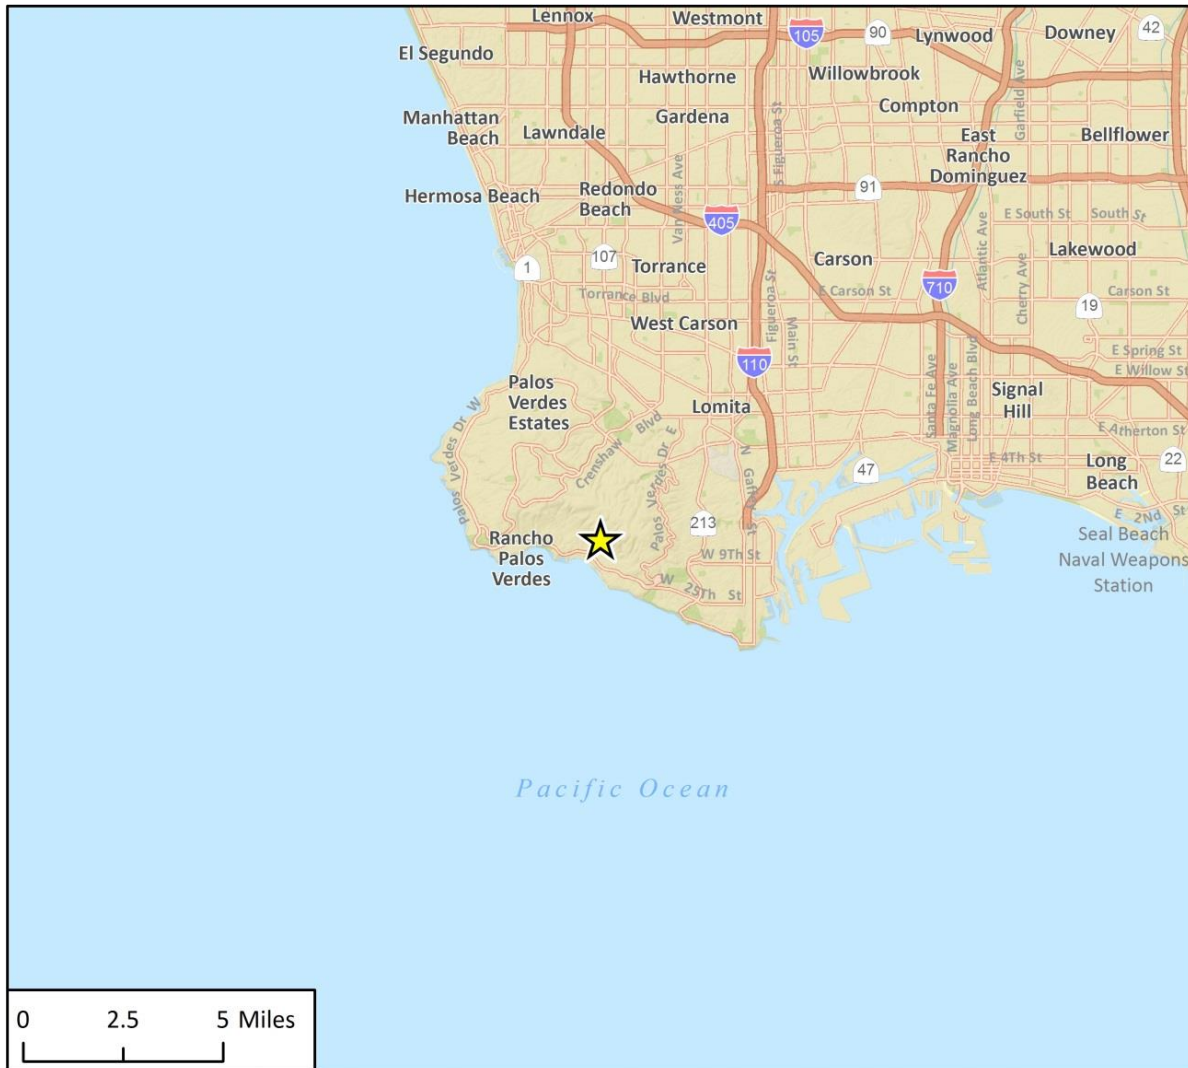 Lennox
Westmont
105
90
Lynwood
Downey
42
El Segundo
Hawthorne
Willowbrook
Garfield Ave
Manhattan
Beach
Lawndale
Gardena
Compton
East
Rancho
Dominguez
Bellflower
S Figueroa St
Hermosa Beach
Redondo
Beach
Van Ness Ave
91
405
E South St
South St
107
1
Torrance
Carson
710
Atlantic Ave
Cherry Ave
Lakewood
Torrance Blvd
Figueroa St
E Carson St
Carson St
19
West Carson
Main St
110
Santa Fe Ave
Magnolia Ave
Long Beach Blvd
E Spring St
E Willow St
Palos
Verdes
Estates
Palos Verdes Dr W
Lomita
Signal
Hill
Crenshaw Blvd
Palos Verdes Dr E
N Gaffey St
E Atherton St
47
E 4Th St
Long
Beach
22
E 2Nd St
213
Rancho
Palos
Verdes
W 9Th St
W 25Th St
Seal Beach
Naval Weapons
Station
Pacific Ocean
0 2.5 5 Miles